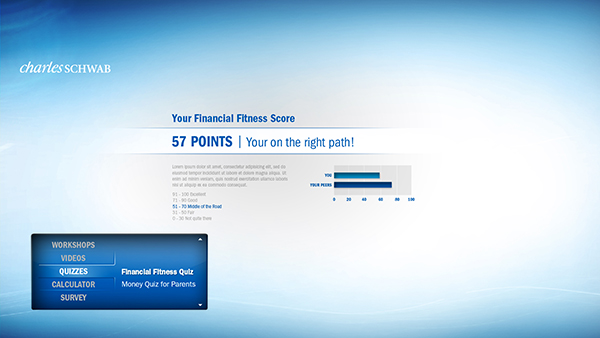 charles SCHWAB
Your Financial Fitness Score
57 POINTS | Your on the right path!
Lorem ipsum dolor sit amet, consectetur adipiscing elit, sed do
eiusmod tempor incididunt ut labore et dolore magna aliqua. Ut
enim ad minim veniam, quis nostrud exercitation ullamco laboris
nisi ut aliquip ex ea commodo consequat.
91 - 100 Excellent
71 - 90 Good
51 - 70 Middle of the Road
31 - 50 Fair
0 - 30 Not quite there
YOU
YOUR PEERS
0 20 40 60 80 100
WORKSHOPS
VIDEOS
QUIZZES
Financial Fitness Quiz
CALCULATOR
Money Quiz for Parents
SURVEY